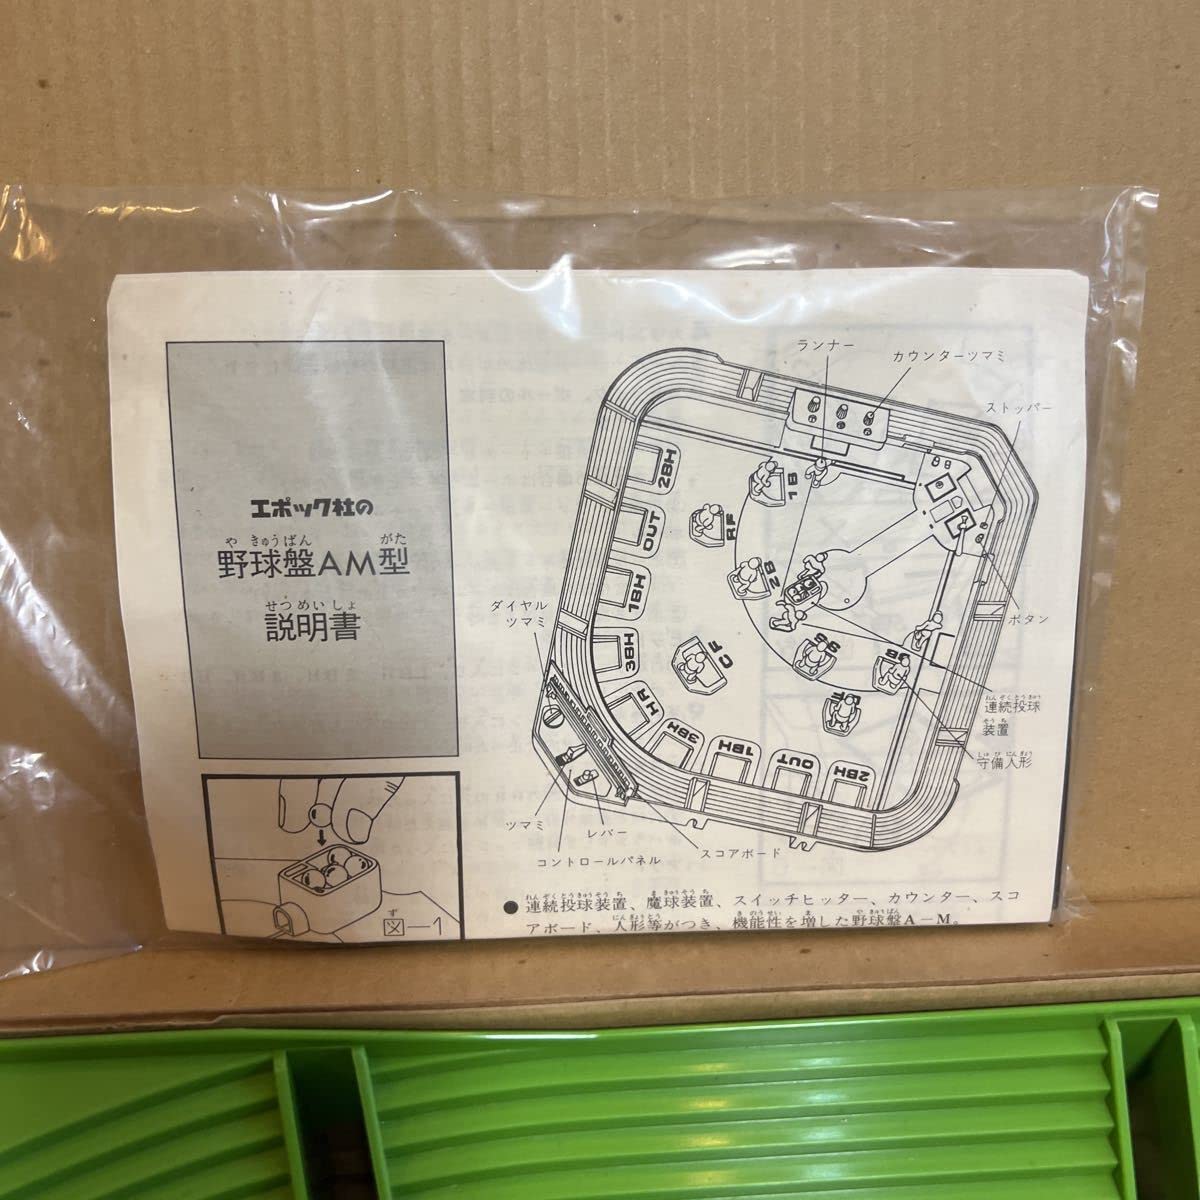 エポック社の
野球盤AM型
説明書
ランナー
カウンターツマミ
ストッパー
ダイヤル
ツマミ
ボタン
連続投球
装置
守備人形
ツマミ
レバー
コントロールパネル
スコアボード
2BH
OUT
1BH
3BH
HR
3BH
1BH
OUT
2BH
1B
RF
2B
CF
SS
図—1
●連続投球装置、魔球装置、スイッチヒッター、カウンター、スコ
アボード、人形等がつき、機能性を増した野球盤A－M。